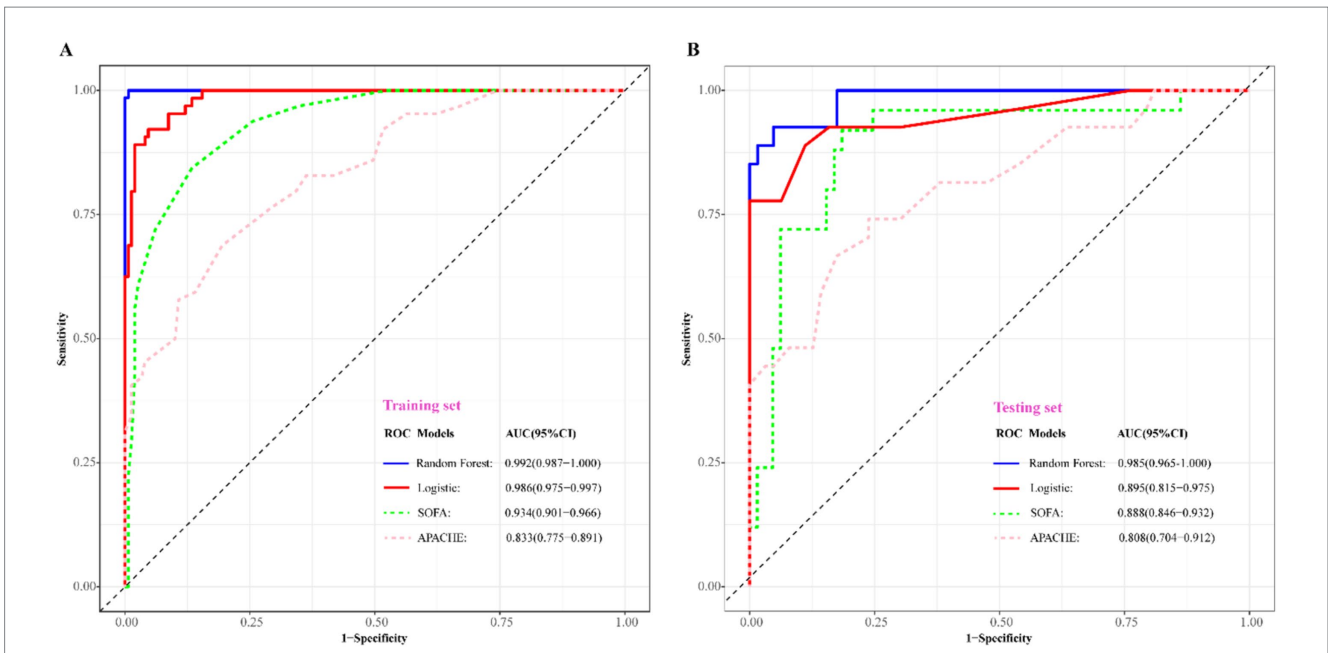 A
1.00
0.75
0.50
0.25
0.00
Sensitivity
0.00 0.25 0.50 0.75 1.00
1−Specificity
Training set
ROC Models AUC(95%CI)
Random Forest: 0.992(0.987−1.000)
Logistic: 0.986(0.975−0.997)
SOFA: 0.934(0.901−0.966)
APACHE: 0.833(0.775−0.891)
B
1.00
0.75
0.50
0.25
0.00
Sensitivity
0.00 0.25 0.50 0.75 1.00
1−Specificity
Testing set
ROC Models AUC(95%CI)
Random Forest: 0.985(0.965-1.000)
Logistic: 0.895(0.815−0.975)
SOFA: 0.888(0.846−0.932)
APACHE: 0.808(0.704−0.912)